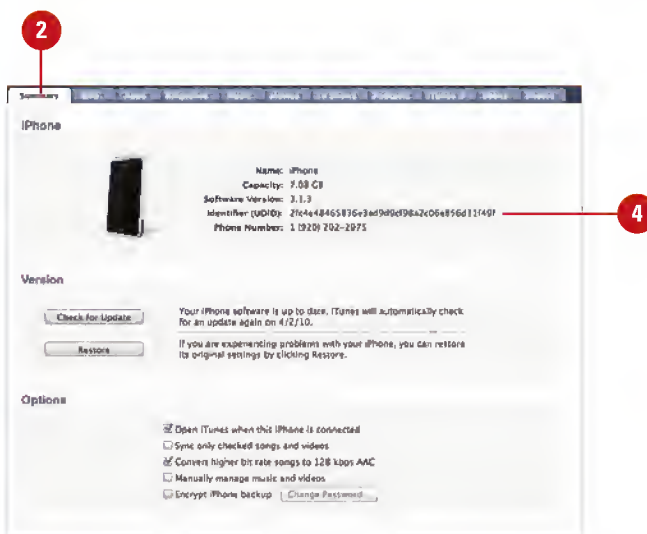 2
Summary
iPhone
Name: iPhone
Capacity: 7.08 GB
Software Version: 3.1.3
Identifier (UDID):
4
Phone Number: 1 (920) 202-2975
Version
Check for Update
Your iPhone software is up to date. iTunes will automatically check
for an update again on 4/2/10.
Restore
If you are experiencing problems with your iPhone, you can restore
its original settings by clicking Restore.
Options
Open iTunes when this iPhone is connected
Sync only checked songs and videos
Convert higher bit rate songs to 128 kbps AAC
Manually manage music and videos
Encrypt iPhone backup Change Password...